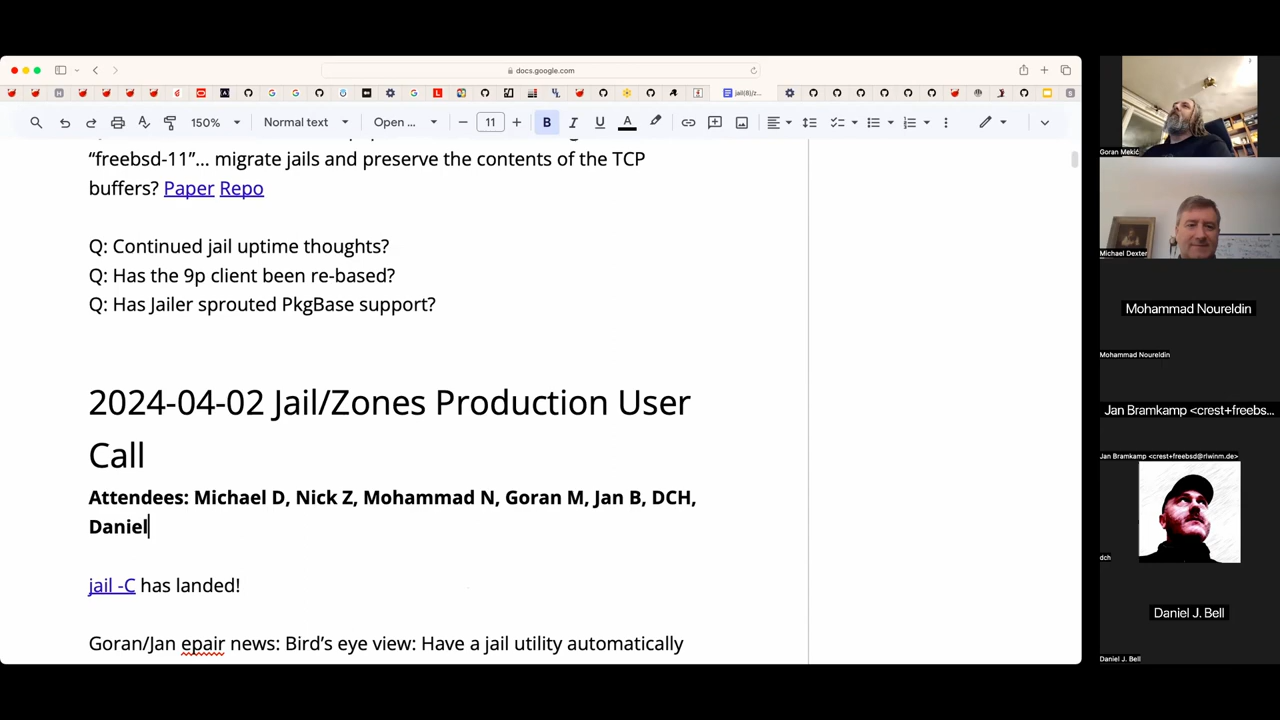 docs.google.com
jail(8)/z...
150%
Normal text
Open ...
11
B
I
U
A
“freebsd-11”... migrate jails and preserve the contents of the TCP
buffers? Paper Repo
Q: Continued jail uptime thoughts?
Q: Has the 9p client been re-based?
Q: Has Jailer sprouted PkgBase support?
2024-04-02 Jail/Zones Production User
Call
Attendees: Michael D, Nick Z, Mohammad N, Goran M, Jan B, DCH,
Daniel
jail -C has landed!
Goran/Jan epair news: Bird’s eye view: Have a jail utility automatically
Goran Mekić
Michael Dexter
Mohammad Noureldin
Mohammad Noureldin
Jan Bramkamp <crest+freebs...
Jan Bramkamp <crest+freebsd@rlwinm.de>
dch
Daniel J. Bell
Daniel J. Bell